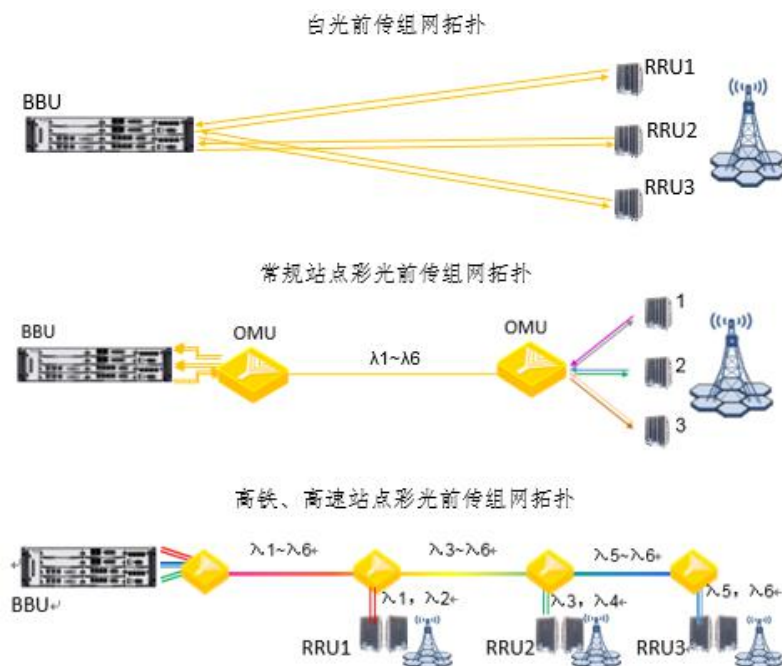 白光前传组网拓扑
RRU1
BBU
RRU2
RRU3
常规站点彩光前传组网拓扑
1
BBU
OMU
OMU
λ1~λ6
2
3
高铁、高速站点彩光前传组网拓扑
λ1~λ6↵
λ3~λ6↵
λ5~λ6↵
↵
BBU↵
λ1，λ2↵
λ3，λ4↵
λ5，λ6↵
RRU1
RRU2
RRU3